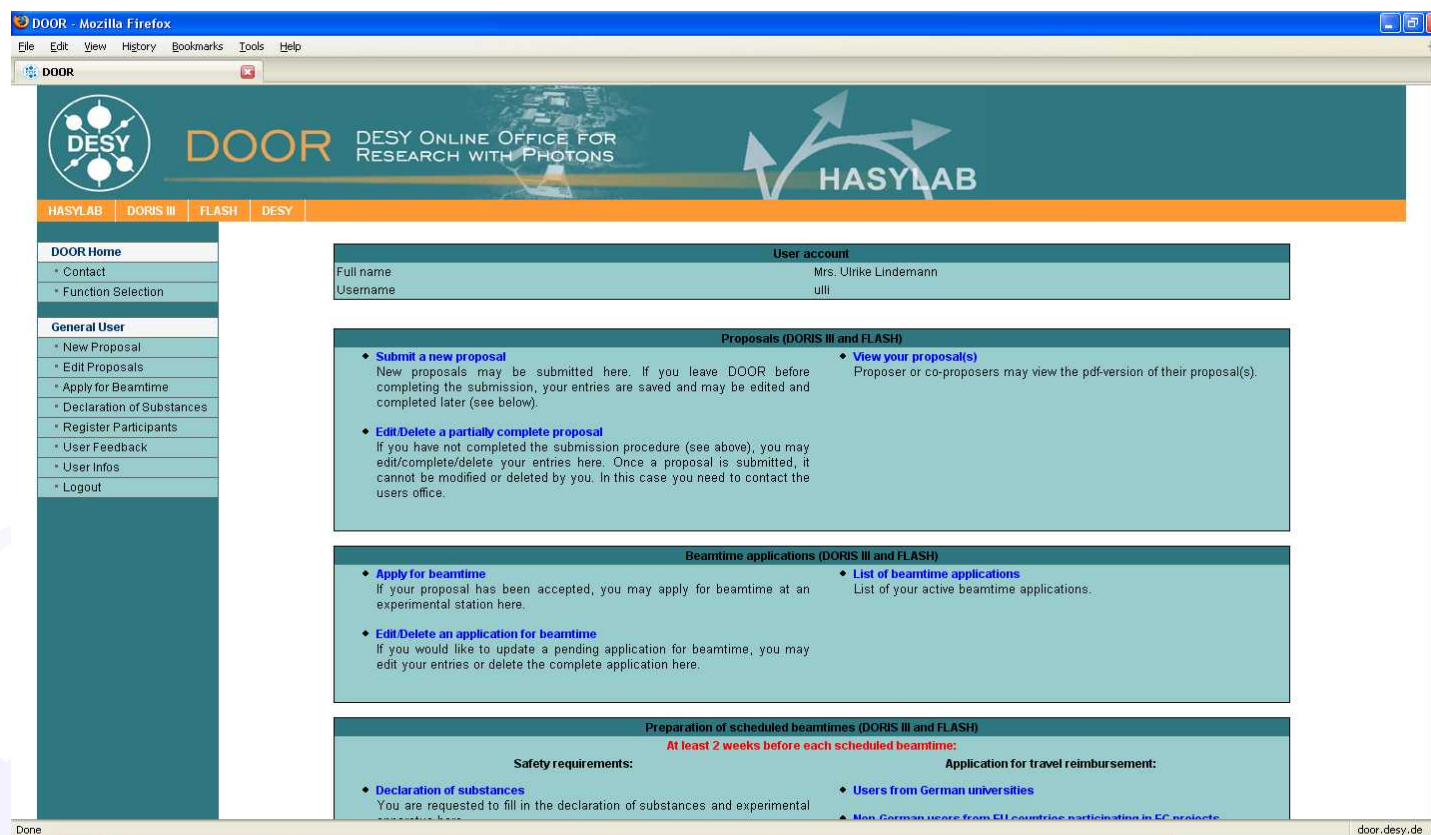 DOOR - Mozilla Firefox
File Edit View History Bookmarks Tools Help
DOOR
DESY
DOOR
DESY ONLINE OFFICE FOR
RESEARCH WITH PHOTONS
HASYLAB
HASYLAB DORIS III FLASH DESY
DOOR Home
Contact
Function Selection
General User
New Proposal
Edit Proposals
Apply for Beamtime
Declaration of Substances
Register Participants
User Feedback
User Infos
Logout
User account
Full name Mrs. Ulrike Lindemann
Username ulli
Proposals (DORIS III and FLASH)
Submit a new proposal
New proposals may be submitted here. If you leave DOOR before
completing the submission, your entries are saved and may be edited and
completed later (see below).
Edit/Delete a partially complete proposal
If you have not completed the submission procedure (see above), you may
edit/complete/delete your entries here. Once a proposal is submitted, it
cannot be modified or deleted by you. In this case you need to contact the
users office.
View your proposal(s)
Proposer or co-proposers may view the pdf-version of their proposal(s).
Beamtime applications (DORIS III and FLASH)
Apply for beamtime
If your proposal has been accepted, you may apply for beamtime at an
experimental station here.
Edit/Delete an application for beamtime
If you would like to update a pending application for beamtime, you may
edit your entries or delete the complete application here.
List of beamtime applications
List of your active beamtime applications.
Preparation of scheduled beamtimes (DORIS III and FLASH)
At least 2 weeks before each scheduled beamtime:
Safety requirements:
Declaration of substances
You are requested to fill in the declaration of substances and experimental
apparatus here.
Application for travel reimbursement:
Users from German universities
Non-German users from EU countries participating in EC projects
Done door.desy.de